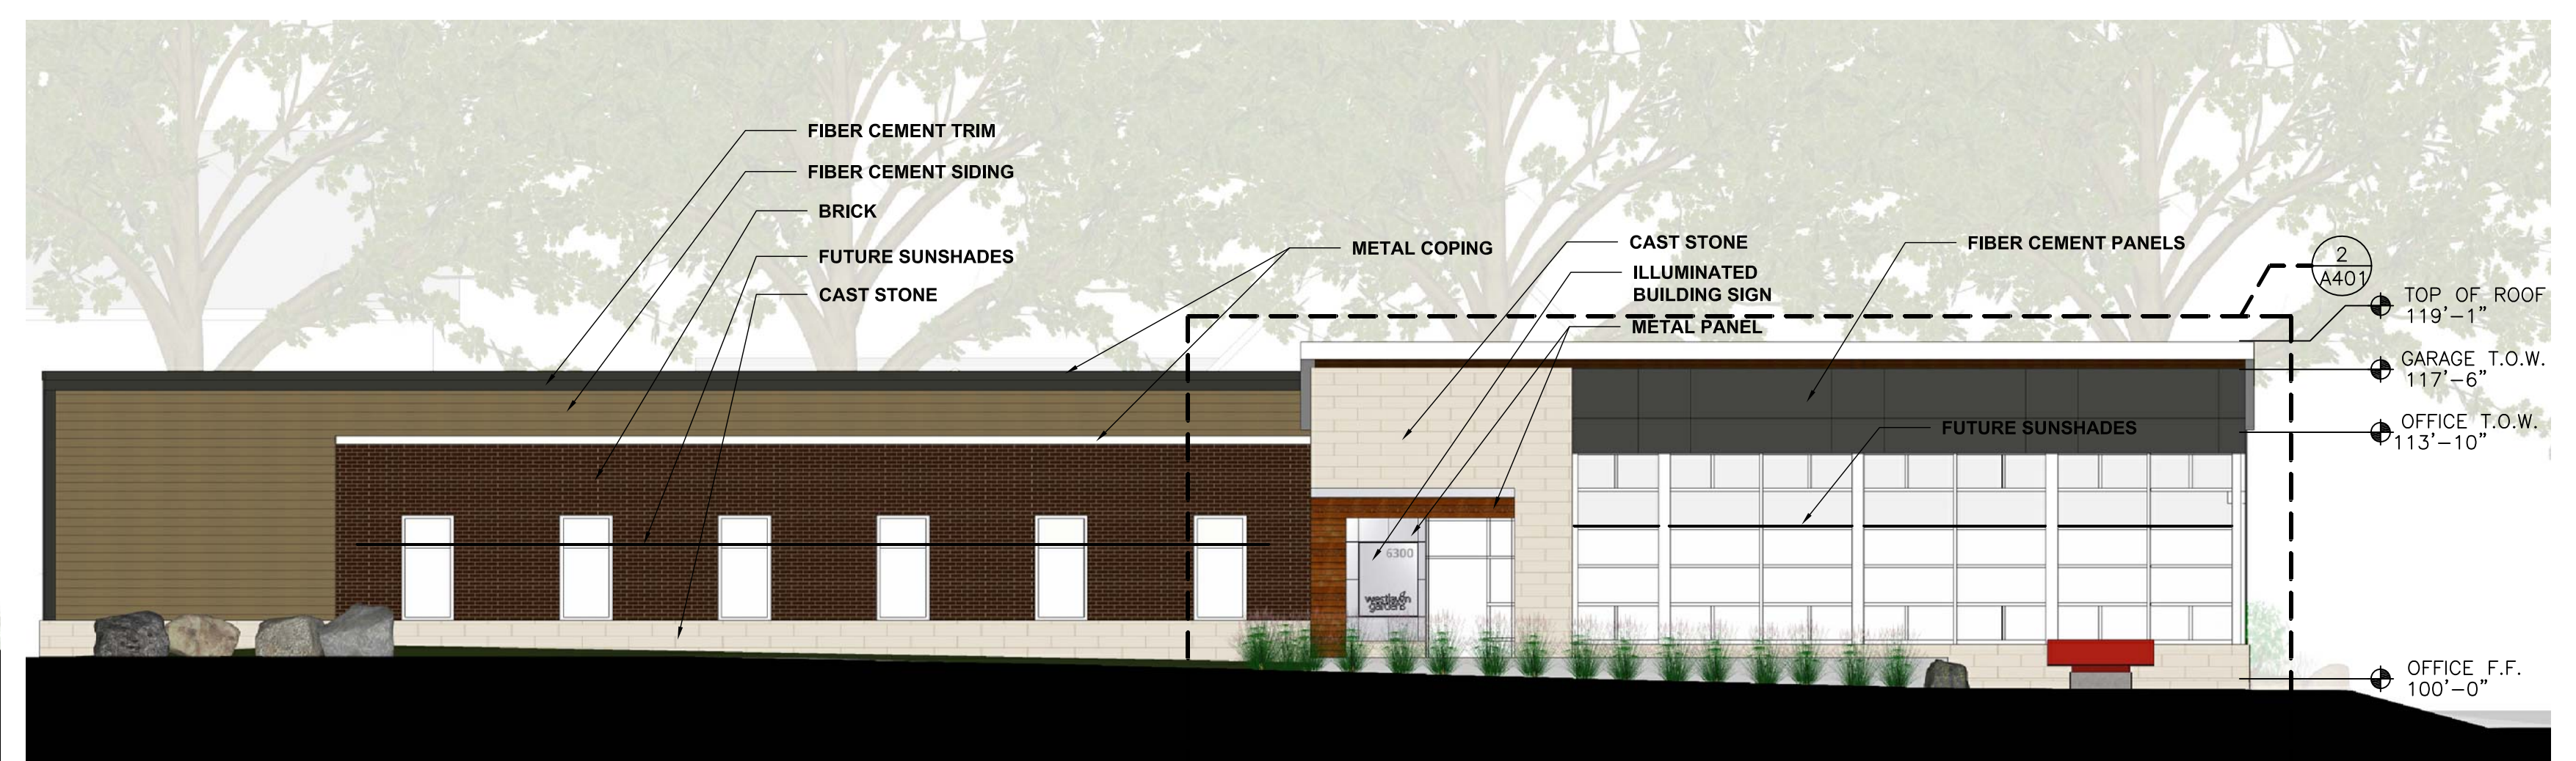 FIBER CEMENT TRIM
FIBER CEMENT SIDING
BRICK
FUTURE SUNSHADES
CAST STONE
METAL COPING
CAST STONE
ILLUMINATED
BUILDING SIGN
METAL PANEL
FIBER CEMENT PANELS
FUTURE SUNSHADES
2
A401
TOP OF ROOF
119'-1"
GARAGE T.O.W.
117'-6"
OFFICE T.O.W.
113'-10"
OFFICE F.F.
100'-0"
6300
gardens